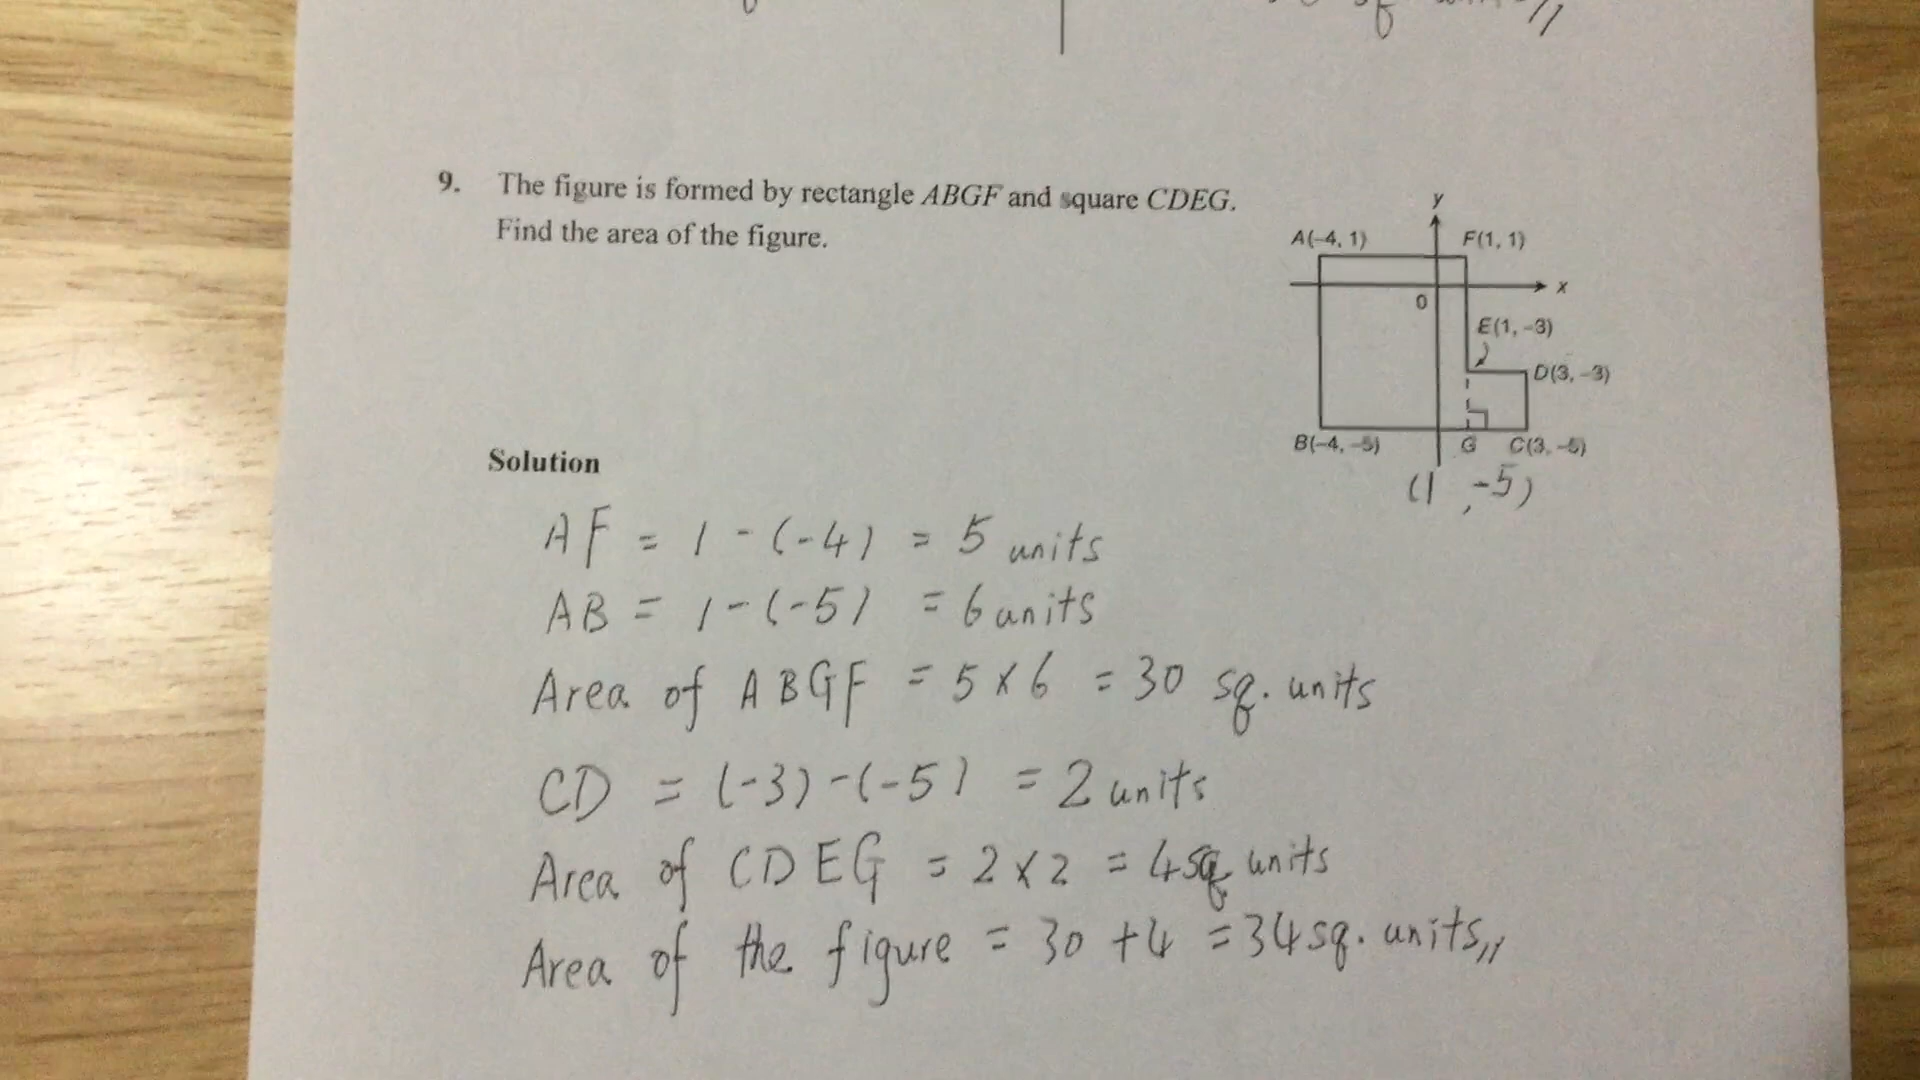 sq units //
9. The figure is formed by rectangle ABGF and square CDEG.
Find the area of the figure.
y
A(-4, 1) F(1, 1)
x
0
E(1, -3)
D(3, -3)
B(-4, -5) G C(3, -5)
(1, -5)
Solution
AF = 1 - (-4) = 5 units
AB = 1 - (-5) = 6 units
Area of ABGF = 5 × 6 = 30 sq. units
CD = (-3) - (-5) = 2 units
Area of CDEG = 2 × 2 = 4 sq units
Area of the figure = 30 + 4 = 34 sq. units //